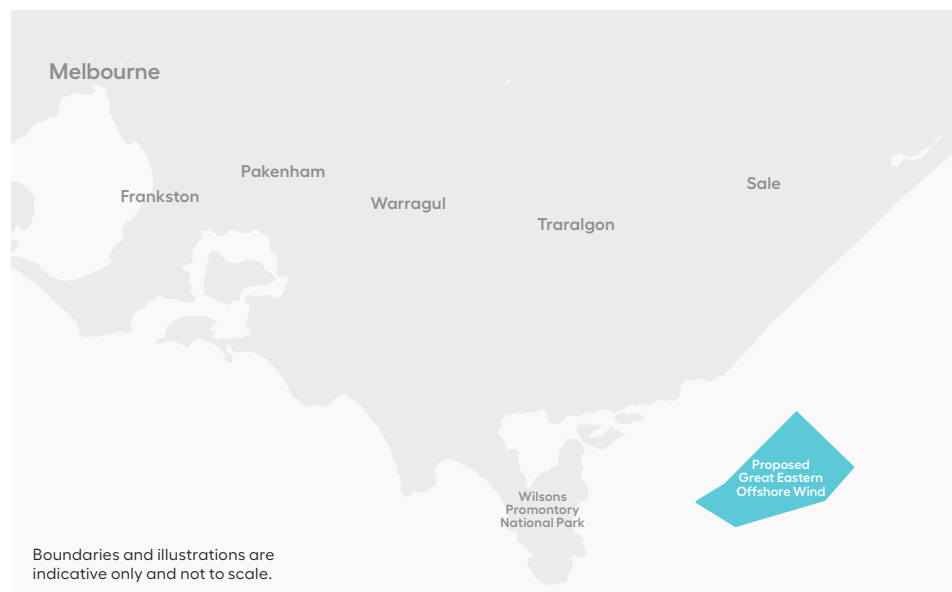 Melbourne
Pakenham
Frankston
Warragul
Sale
Traralgon
Proposed
Great Eastern
Offshore Wind
Wilsons
Promontory
National Park
Boundaries and illustrations are
indicative only and not to scale.